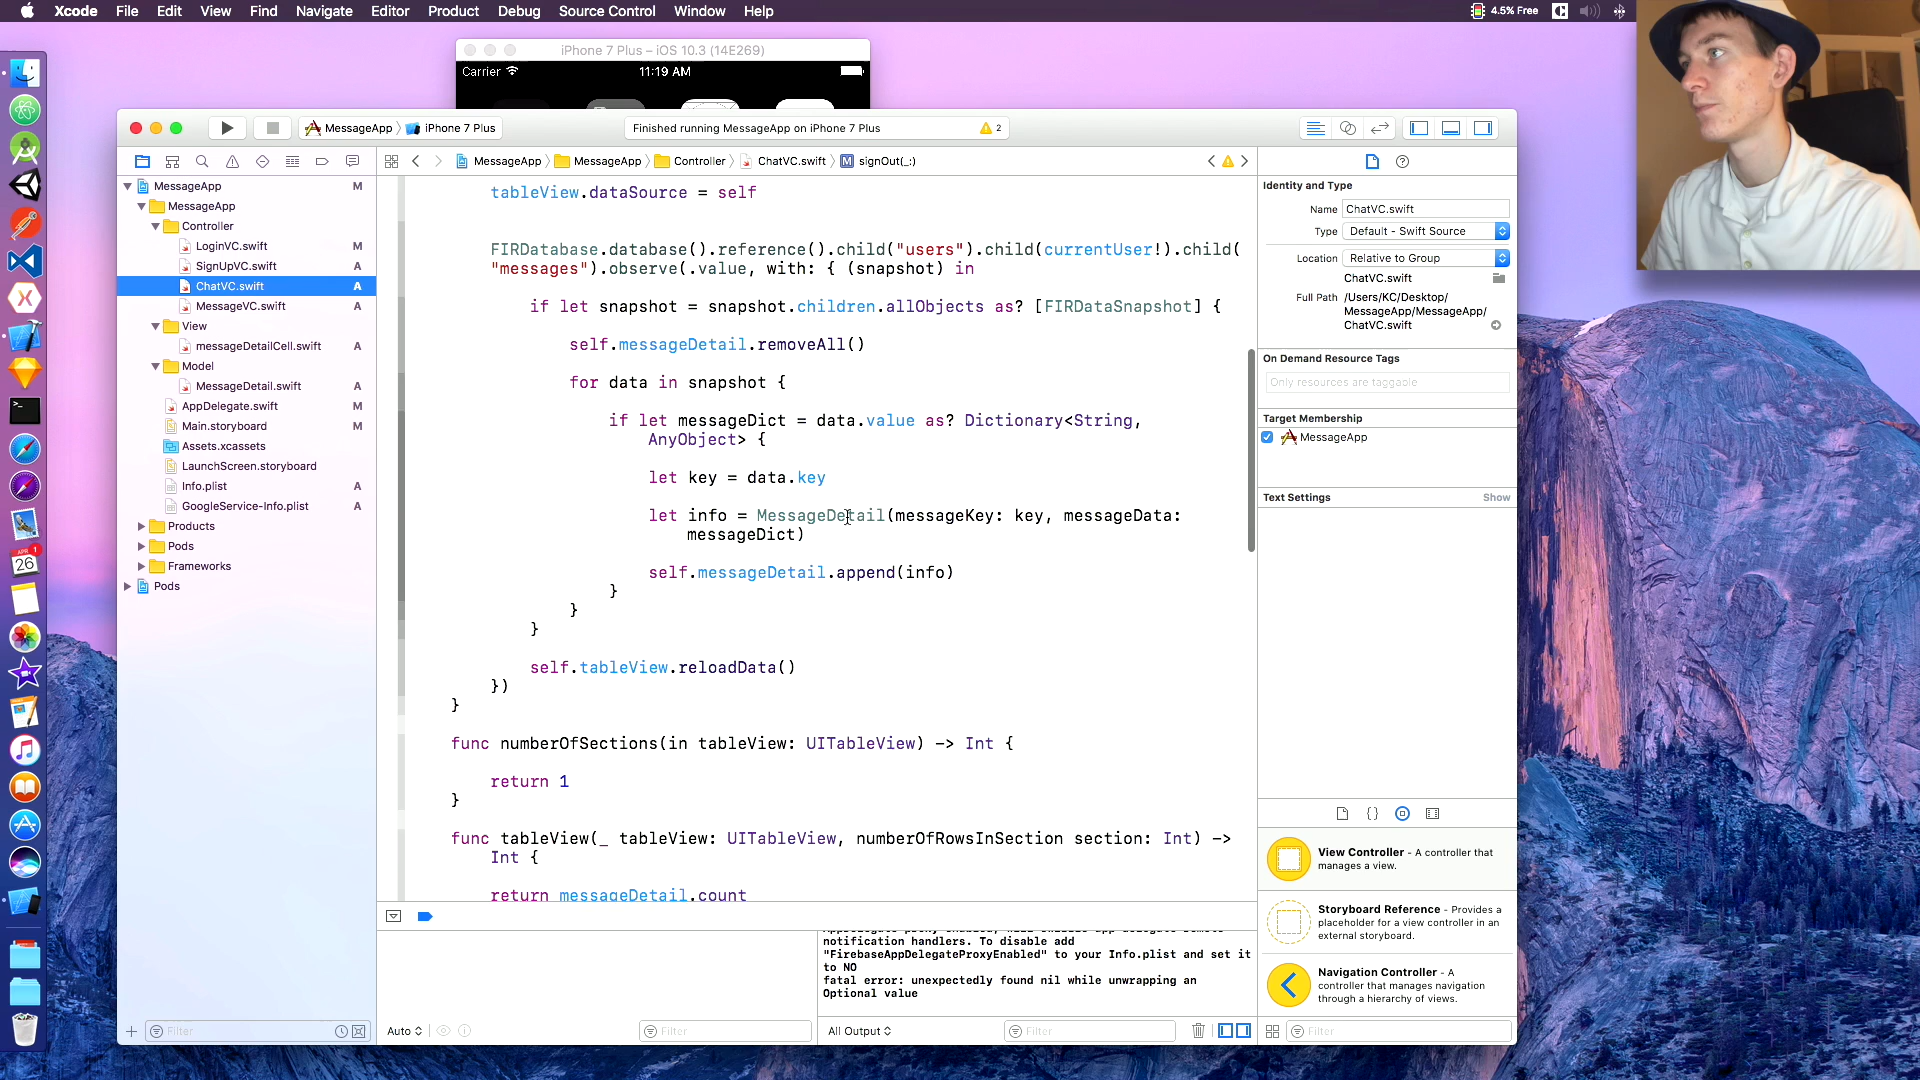 Xcode File Edit View Find Navigate Editor Product Debug Source Control Window Help
4.5% Free
iPhone 7 Plus – iOS 10.3 (14E269)
Carrier 11:19 AM
MessageApp iPhone 7 Plus
Finished running MessageApp on iPhone 7 Plus
2
MessageApp MessageApp Controller ChatVC.swift M signOut(_:)
MessageApp M
MessageApp
Controller
LoginVC.swift M
SignUpVC.swift A
ChatVC.swift A
MessageVC.swift A
View
messageDetailCell.swift A
Model
MessageDetail.swift A
AppDelegate.swift M
Main.storyboard M
Assets.xcassets
LaunchScreen.storyboard
Info.plist A
GoogleService-Info.plist A
Products
Pods
Frameworks
Pods
APR 1
26
Filter
tableView.dataSource = self
FIRDatabase.database().reference().child("users").child(currentUser!).child(
"messages").observe(.value, with: { (snapshot) in
if let snapshot = snapshot.children.allObjects as? [FIRDataSnapshot] {
self.messageDetail.removeAll()
for data in snapshot {
if let messageDict = data.value as? Dictionary<String,
AnyObject> {
let key = data.key
let info = MessageDetail(messageKey: key, messageData:
messageDict)
self.messageDetail.append(info)
}
}
}
self.tableView.reloadData()
})
}
func numberOfSections(in tableView: UITableView) -> Int {
return 1
}
func tableView(_ tableView: UITableView, numberOfRowsInSection section: Int) ->
Int {
return messageDetail.count
notification handlers. To disable add
"FirebaseAppDelegateProxyEnabled" to your Info.plist and set it
to NO
fatal error: unexpectedly found nil while unwrapping an
Optional value
Auto
Filter
All Output
Filter
Identity and Type
Name ChatVC.swift
Type Default - Swift Source
Location Relative to Group
ChatVC.swift
Full Path /Users/KC/Desktop/
MessageApp/MessageApp/
ChatVC.swift
On Demand Resource Tags
Only resources are taggable
Target Membership
MessageApp
Text Settings Show
View Controller - A controller that
manages a view.
Storyboard Reference - Provides a
placeholder for a view controller in an
external storyboard.
Navigation Controller - A
controller that manages navigation
through a hierarchy of views.
Filter